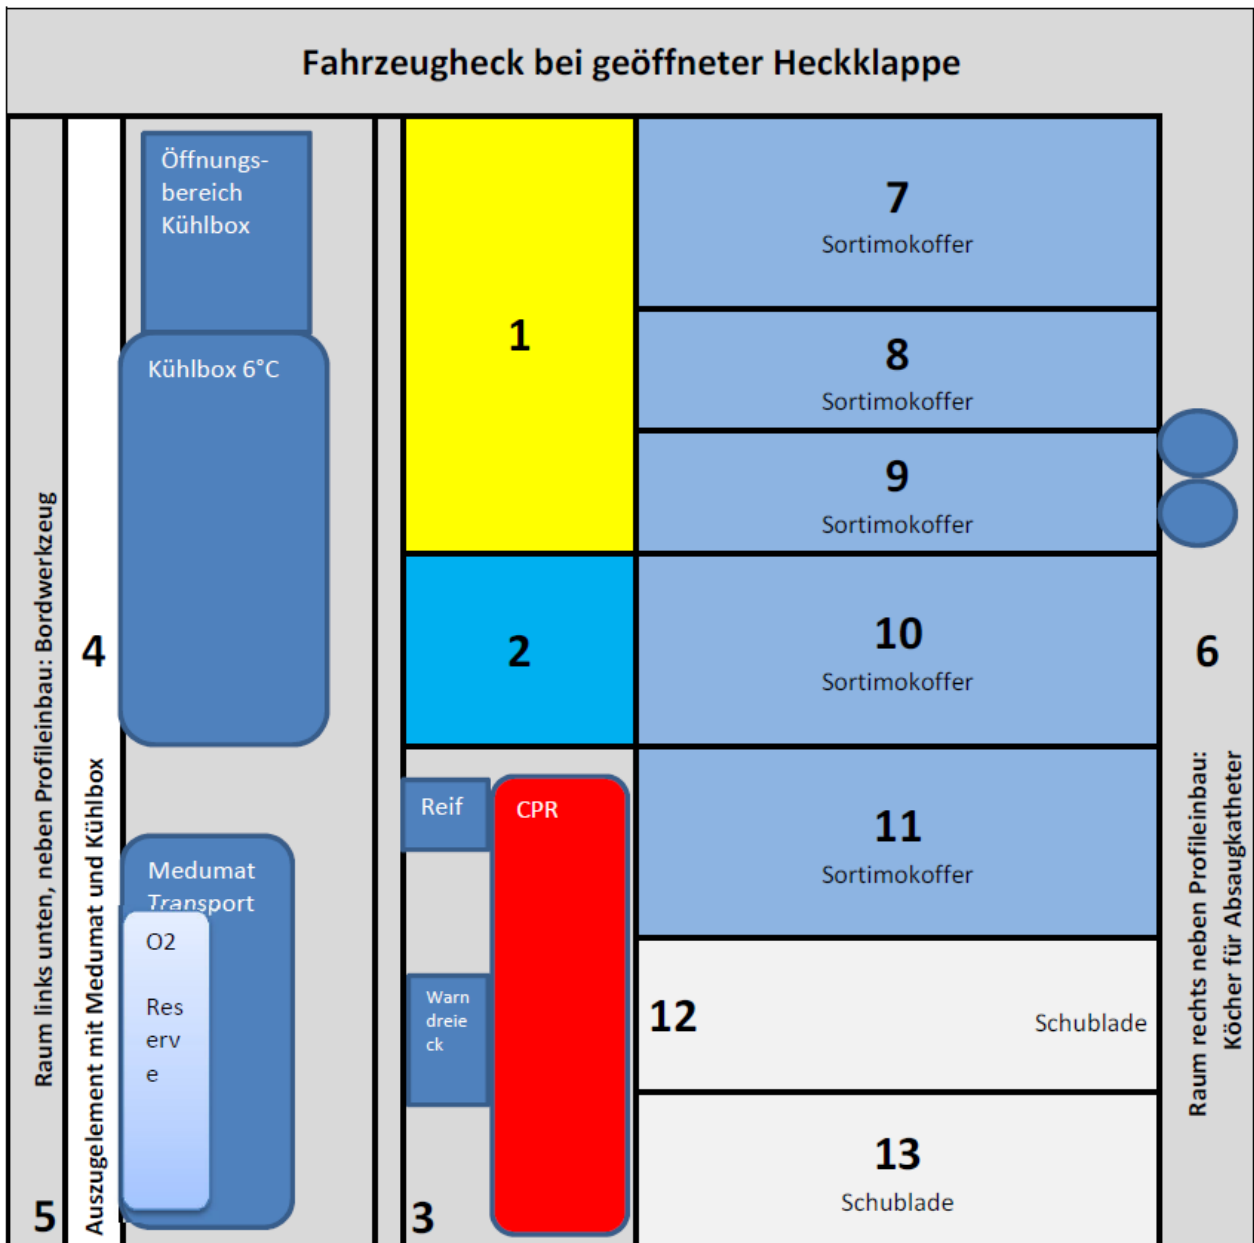 Fahrzeugheck bei geöffneter Heckklappe
Raum links unten, neben Profileinbau: Bordwerkzeug
5
4
Auszugelement mit Medumat und Kühlbox
Öffnungs-
bereich
Kühlbox
Kühlbox 6°C
Medumat
Transport
O2
Res
erv
e
1
2
Reif
CPR
Warn
dreie
ck
3
7
Sortimokoffer
8
Sortimokoffer
9
Sortimokoffer
10
Sortimokoffer
11
Sortimokoffer
12
Schublade
13
Schublade
6
Raum rechts neben Profileinbau:
Köcher für Absaugkatheter